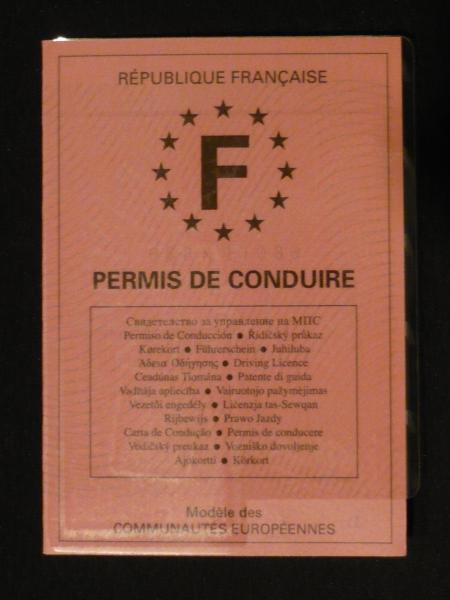 RÉPUBLIQUE FRANÇAISE
F
PERMIS DE CONDUIRE
Свидетелство за управление на МПС
Permiso de Conducción ● Řidičský průkaz
Kørekort ● Führerschein ● Juhiluba
Άδεια Οδήγησης ● Driving Licence
Ceadúnas Tiomána ● Patente di guida
Vadītāja apliecība ● Vairuotojo pažymėjimas
Vezetői engedély ● Liċenzja tas-Sewqan
Rijbewijs ● Prawo Jazdy
Carta de Condução ● Permis de conducere
Vodičský preukaz ● Vozniško dovoljenje
Ajokortti ● Körkort
Modèle des
COMMUNAUTÉS EUROPÉENNES